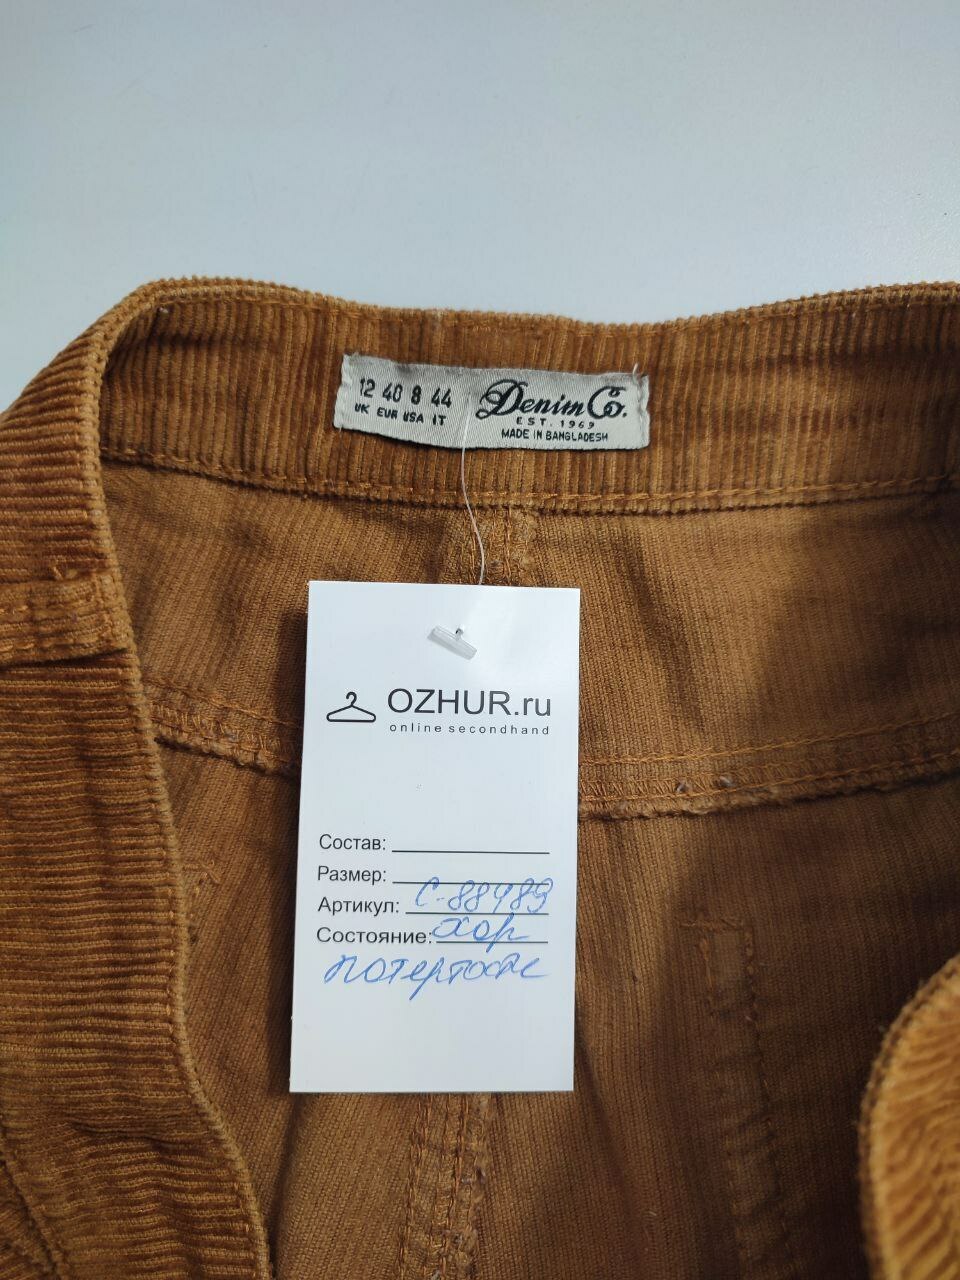 12 40 8 44
UK EUR USA IT
Denim Co.
EST. 1969
MADE IN BANGLADESH
OZHUR.ru
online secondhand
Состав:
Размер:
Артикул: С-88989
Состояние: хор
потертости